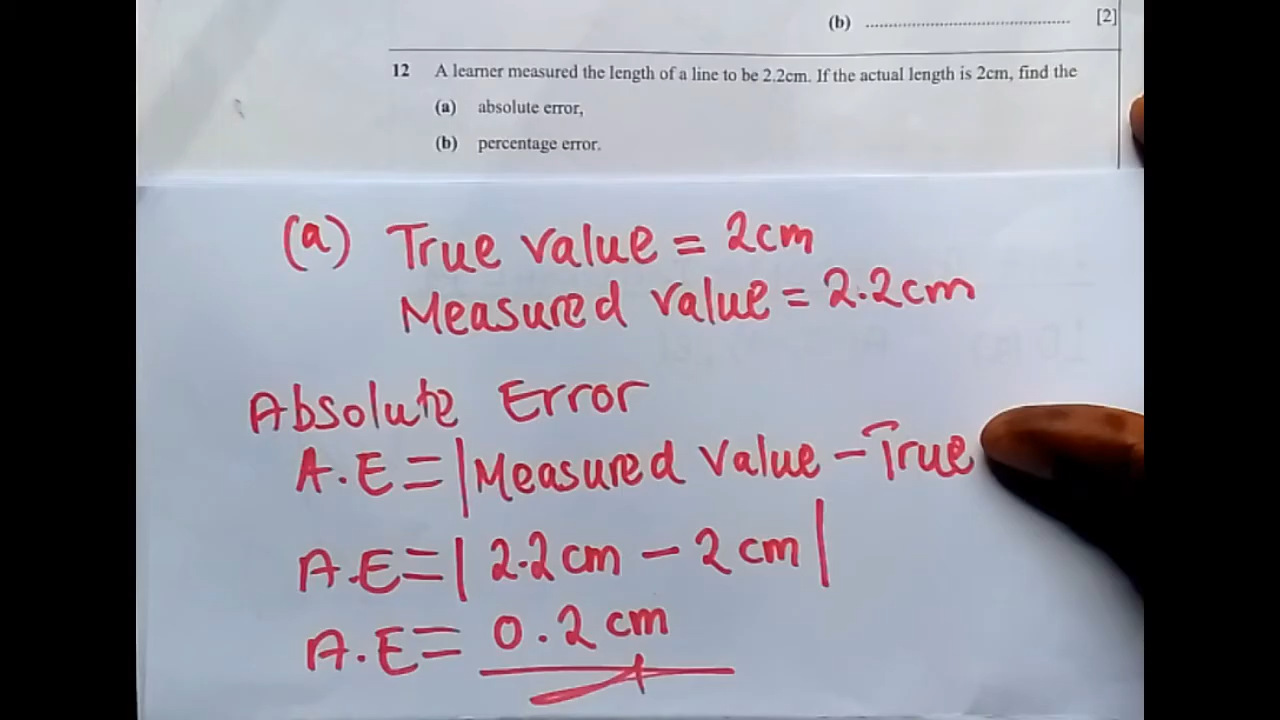 (b) ........................................ [2]
12 A learner measured the length of a line to be 2.2cm. If the actual length is 2cm, find the
(a) absolute error,
(b) percentage error.
(a) True value = 2cm
Measured value = 2.2cm
Absolute Error
A.E = |Measured value - True
A.E = | 2.2cm - 2cm |
A.E = 0.2 cm